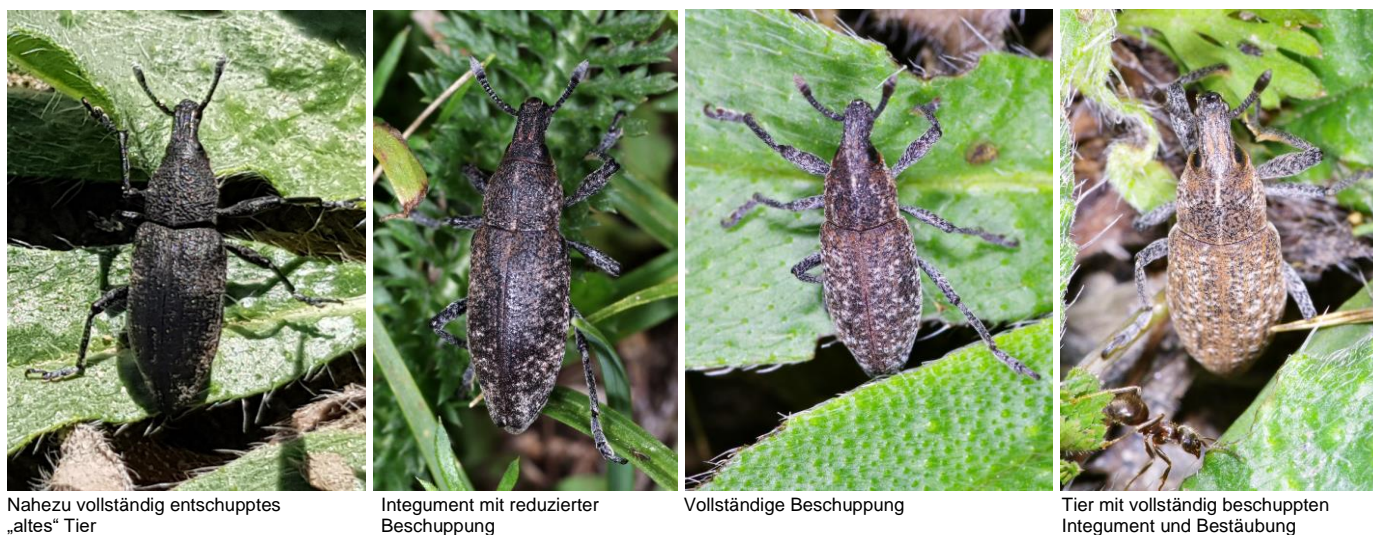 Nahezu vollständig entschupptes
„altes“ Tier
Integument mit reduzierter
Beschuppung
Vollständige Beschuppung
Tier mit vollständig beschuppten
Integument und Bestäubung